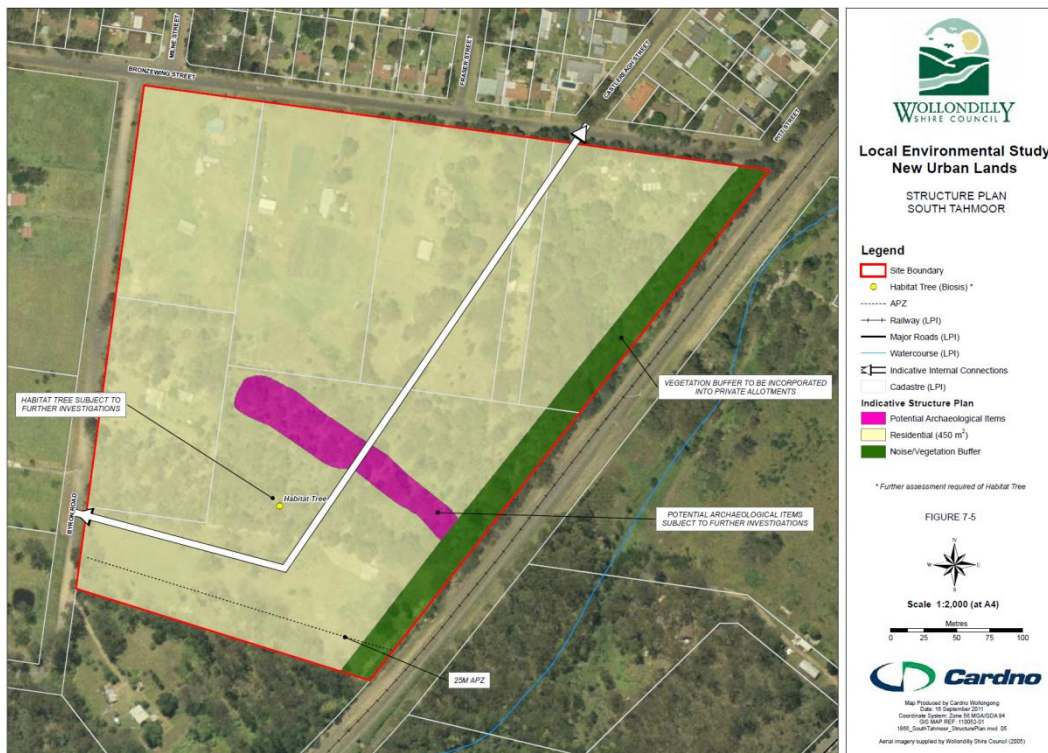 MILNE STREET
BRONZEWING STREET
FRASER STREET
CASTLEREAGH STREET
PITT STREET
HABITAT TREE SUBJECT TO
FURTHER INVESTIGATIONS
Habitat Tree
BYRON ROAD
VEGETATION BUFFER TO BE INCORPORATED
INTO PRIVATE ALLOTMENTS
POTENTIAL ARCHAEOLOGICAL ITEMS
SUBJECT TO FURTHER INVESTIGATIONS
25M APZ
WOLLONDILLY
SHIRE COUNCIL
Local Environmental Study
New Urban Lands
STRUCTURE PLAN
SOUTH TAHMOOR
Legend
Site Boundary
Habitat Tree (Biosis) *
APZ
Railway (LPI)
Major Roads (LPI)
Watercourse (LPI)
Indicative Internal Connections
Cadastre (LPI)
Indicative Structure Plan
Potential Archaeological Items
Residential (450 m²)
Noise/Vegetation Buffer
* Further assessment required of Habitat Tree
FIGURE 7-5
N
W E
S
Scale 1:2,000 (at A4)
Metres
0 25 50 75 100
Cardno
Map Produced by Cardno Wollongong
Date: 16 September 2011
Coordinate System: Zone 56 MGA/GDA 94
GIS MAP REF: 110052-01
1866_SouthTahmoor_StructurePlan.mxd 05
Aerial imagery supplied by Wollondilly Shire Council (2005)